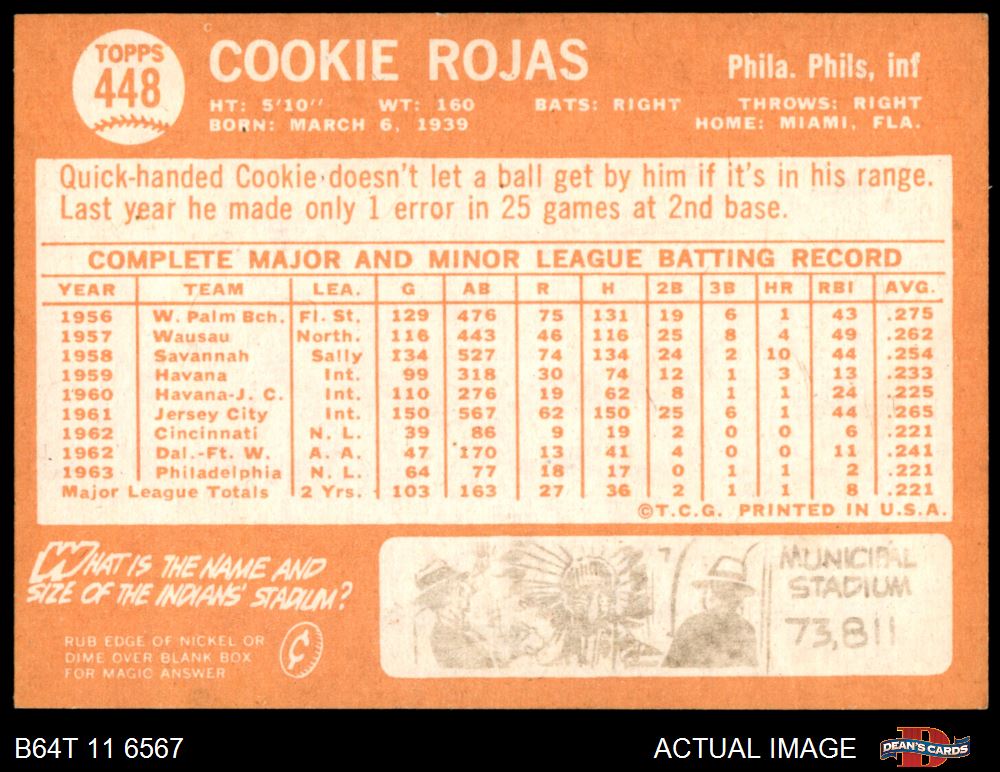 TOPPS
448
COOKIE ROJAS
Phila. Phils, inf
HT: 5'10" WT: 160 BATS: RIGHT THROWS: RIGHT
BORN: MARCH 6, 1939 HOME: MIAMI, FLA.
Quick-handed Cookie doesn't let a ball get by him if it's in his range.
Last year he made only 1 error in 25 games at 2nd base.
COMPLETE MAJOR AND MINOR LEAGUE BATTING RECORD
YEAR TEAM LEA. G AB R H 2B 3B HR RBI AVG.
1956 W. Palm Bch. Fl. St. 129 476 75 131 19 6 1 43 .275
1957 Wausau North. 116 443 46 116 25 8 4 49 .262
1958 Savannah Sally 134 527 74 134 24 2 10 44 .254
1959 Havana Int. 99 318 30 74 12 1 3 13 .233
1960 Havana-J. C. Int. 110 276 19 62 8 1 1 24 .225
1961 Jersey City Int. 150 567 62 150 25 6 1 44 .265
1962 Cincinnati N. L. 39 86 9 19 2 0 0 6 .221
1962 Dal.-Ft. W. A. A. 47 170 13 41 4 0 0 11 .241
1963 Philadelphia N. L. 64 77 18 17 0 1 1 2 .221
Major League Totals 2 Yrs. 103 163 27 36 2 1 1 8 .221
©T.C.G. PRINTED IN U.S.A.
WHAT IS THE NAME AND
SIZE OF THE INDIANS' STADIUM?
RUB EDGE OF NICKEL OR
DIME OVER BLANK BOX
FOR MAGIC ANSWER
¢
MUNICIPAL
STADIUM
73,811
B64T 11 6567
ACTUAL IMAGE
DEAN'S CARDS